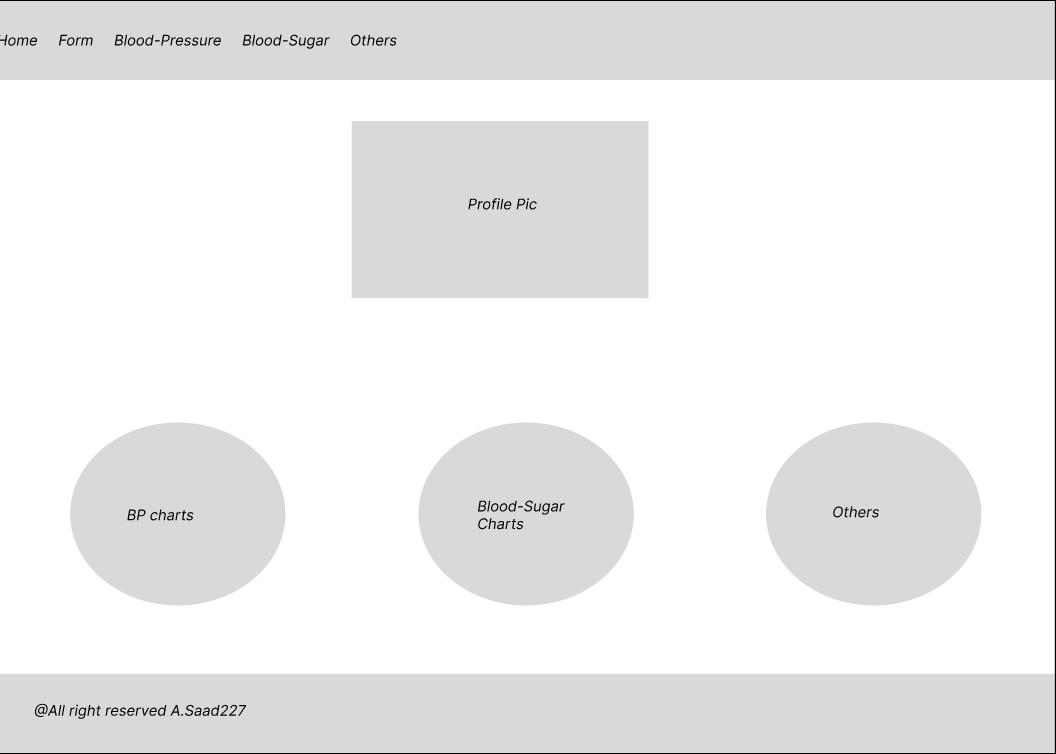 Home Form Blood-Pressure Blood-Sugar Others
Profile Pic
BP charts
Blood-Sugar
Charts
Others
@All right reserved A.Saad227